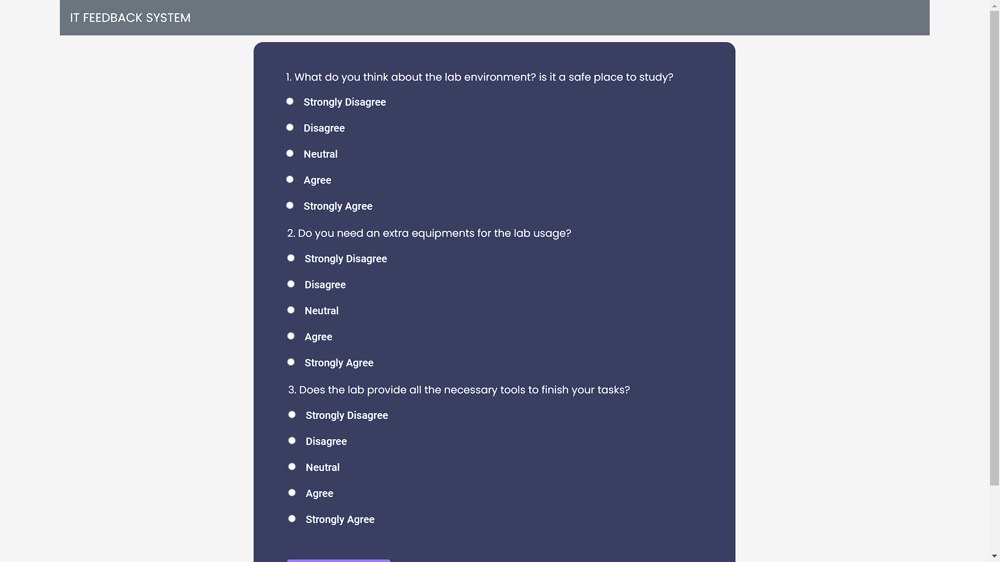 IT FEEDBACK SYSTEM
1. What do you think about the lab environment? is it a safe place to study?
Strongly Disagree
Disagree
Neutral
Agree
Strongly Agree
2. Do you need an extra equipments for the lab usage?
Strongly Disagree
Disagree
Neutral
Agree
Strongly Agree
3. Does the lab provide all the necessary tools to finish your tasks?
Strongly Disagree
Disagree
Neutral
Agree
Strongly Agree